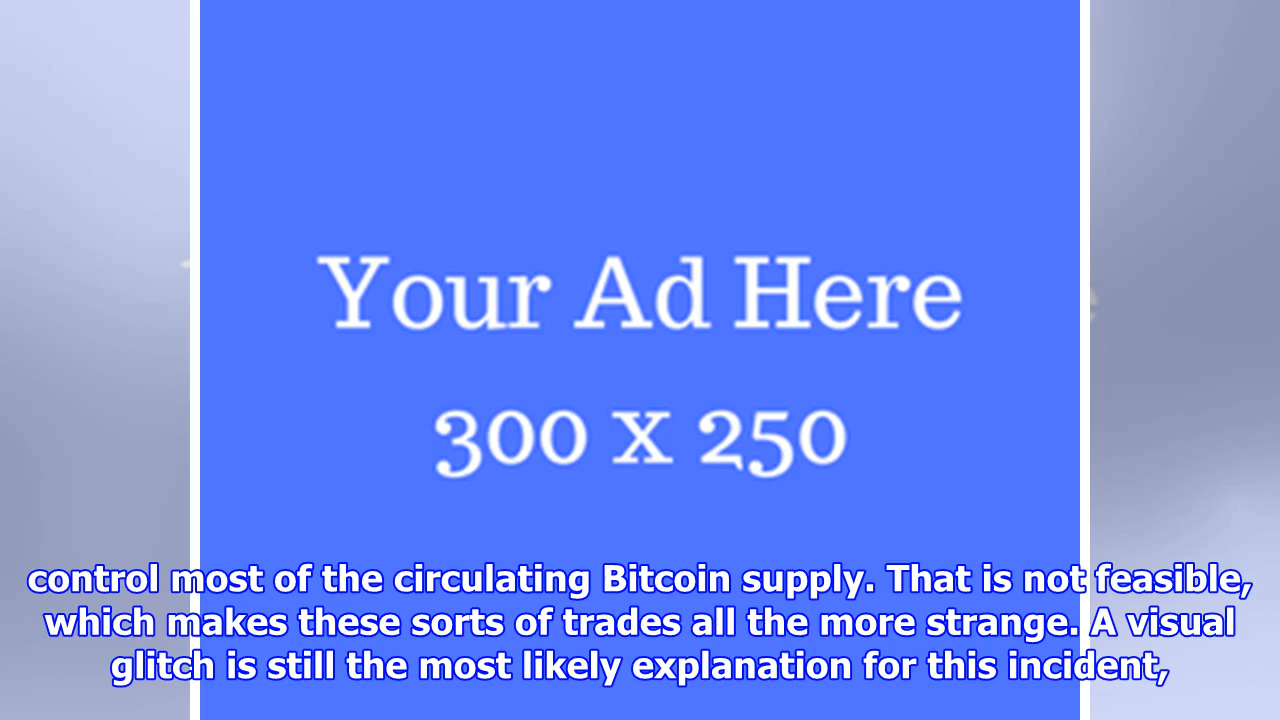 Your Ad Here
300 x 250
control most of the circulating Bitcoin supply. That is not feasible,
which makes these sorts of trades all the more strange. A visual
glitch is still the most likely explanation for this incident,